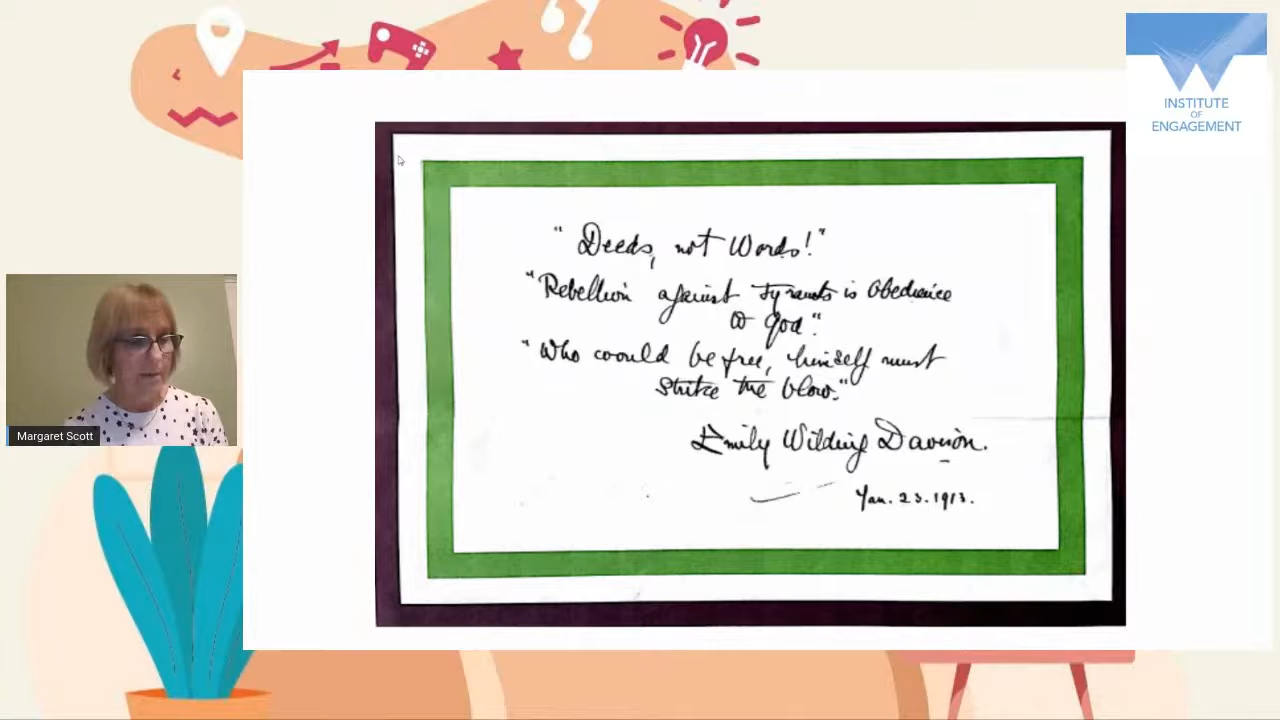 INSTITUTE
OF
ENGAGEMENT
"Deeds, not Words!"
"Rebellion against tyrants is obedience
to God."
"Who would be free, himself must
strike the blow."
Emily Wilding Davison.
Jan. 23. 1913.
Margaret Scott